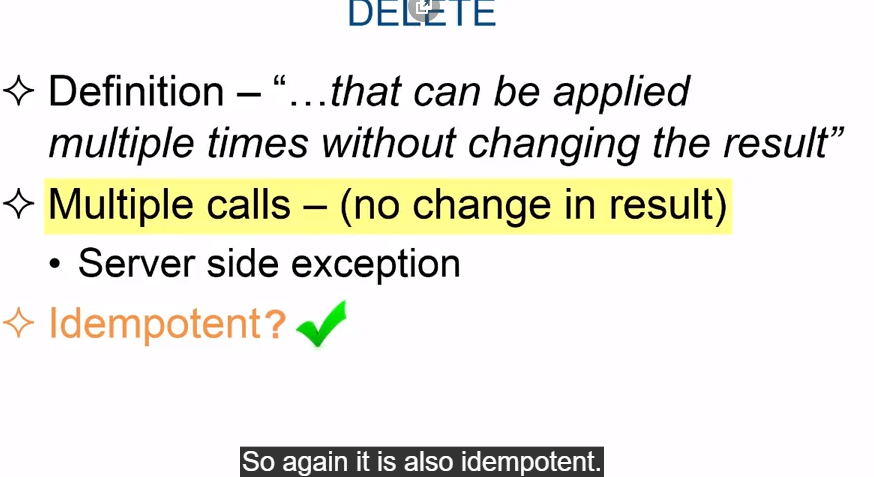 DELETE
Definition – “…that can be applied
multiple times without changing the result”
Multiple calls – (no change in result)
• Server side exception
Idempotent?
So again it is also idempotent.